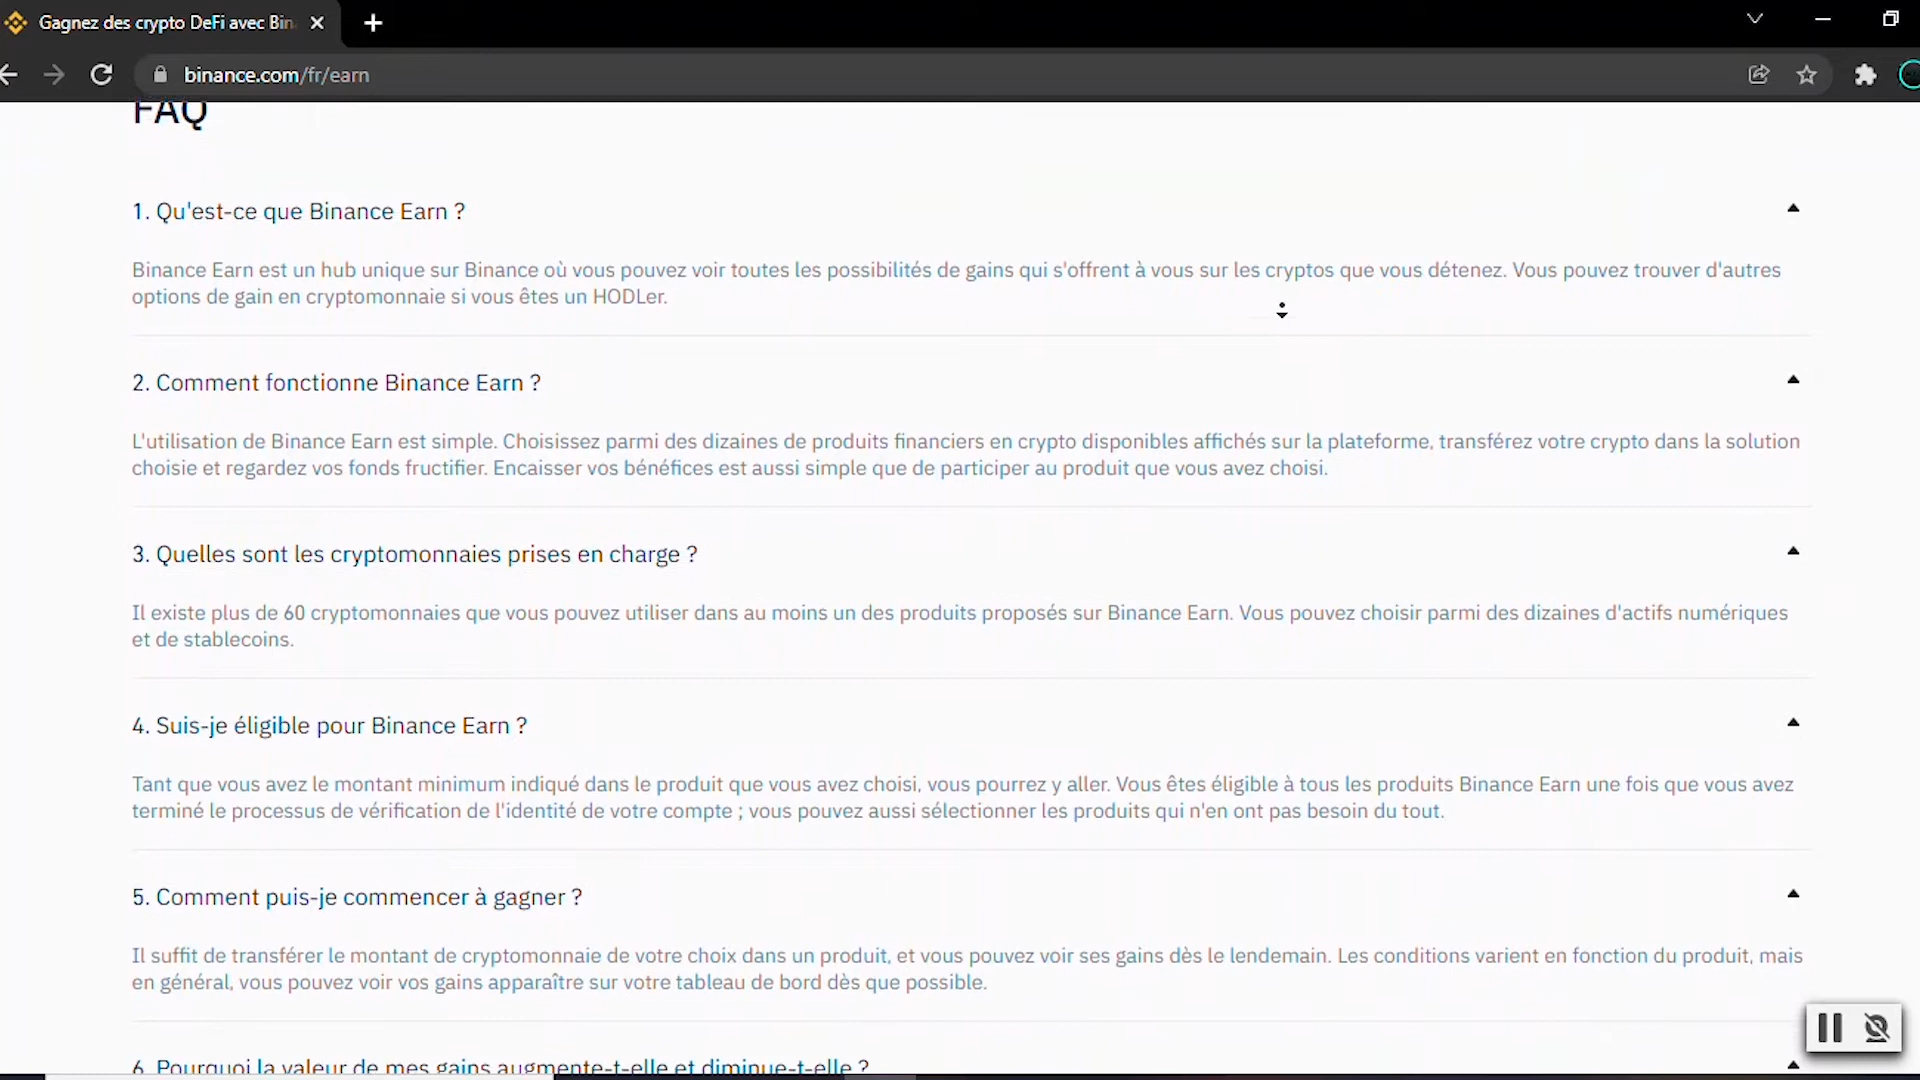 Gagnez des crypto DeFi avec Bin
binance.com/fr/earn
FAQ
1. Qu'est-ce que Binance Earn ?
Binance Earn est un hub unique sur Binance où vous pouvez voir toutes les possibilités de gains qui s'offrent à vous sur les cryptos que vous détenez. Vous pouvez trouver d'autres
options de gain en cryptomonnaie si vous êtes un HODLer.
2. Comment fonctionne Binance Earn ?
L'utilisation de Binance Earn est simple. Choisissez parmi des dizaines de produits financiers en crypto disponibles affichés sur la plateforme, transférez votre crypto dans la solution
choisie et regardez vos fonds fructifier. Encaisser vos bénéfices est aussi simple que de participer au produit que vous avez choisi.
3. Quelles sont les cryptomonnaies prises en charge ?
Il existe plus de 60 cryptomonnaies que vous pouvez utiliser dans au moins un des produits proposés sur Binance Earn. Vous pouvez choisir parmi des dizaines d'actifs numériques
et de stablecoins.
4. Suis-je éligible pour Binance Earn ?
Tant que vous avez le montant minimum indiqué dans le produit que vous avez choisi, vous pourrez y aller. Vous êtes éligible à tous les produits Binance Earn une fois que vous avez
terminé le processus de vérification de l'identité de votre compte ; vous pouvez aussi sélectionner les produits qui n'en ont pas besoin du tout.
5. Comment puis-je commencer à gagner ?
Il suffit de transférer le montant de cryptomonnaie de votre choix dans un produit, et vous pouvez voir ses gains dès le lendemain. Les conditions varient en fonction du produit, mais
en général, vous pouvez voir vos gains apparaître sur votre tableau de bord dès que possible.
6. Pourquoi la valeur de mes gains augmente-t-elle et diminue-t-elle ?